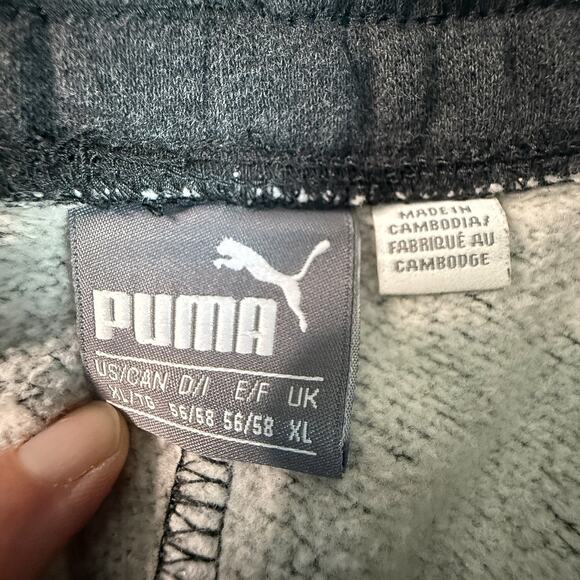 PUMA
US/CAN D/I E/F UK
XL/TG 56/58 56/58 XL
MADE IN
CAMBODIA/
FABRIQUÉ AU
CAMBODGE